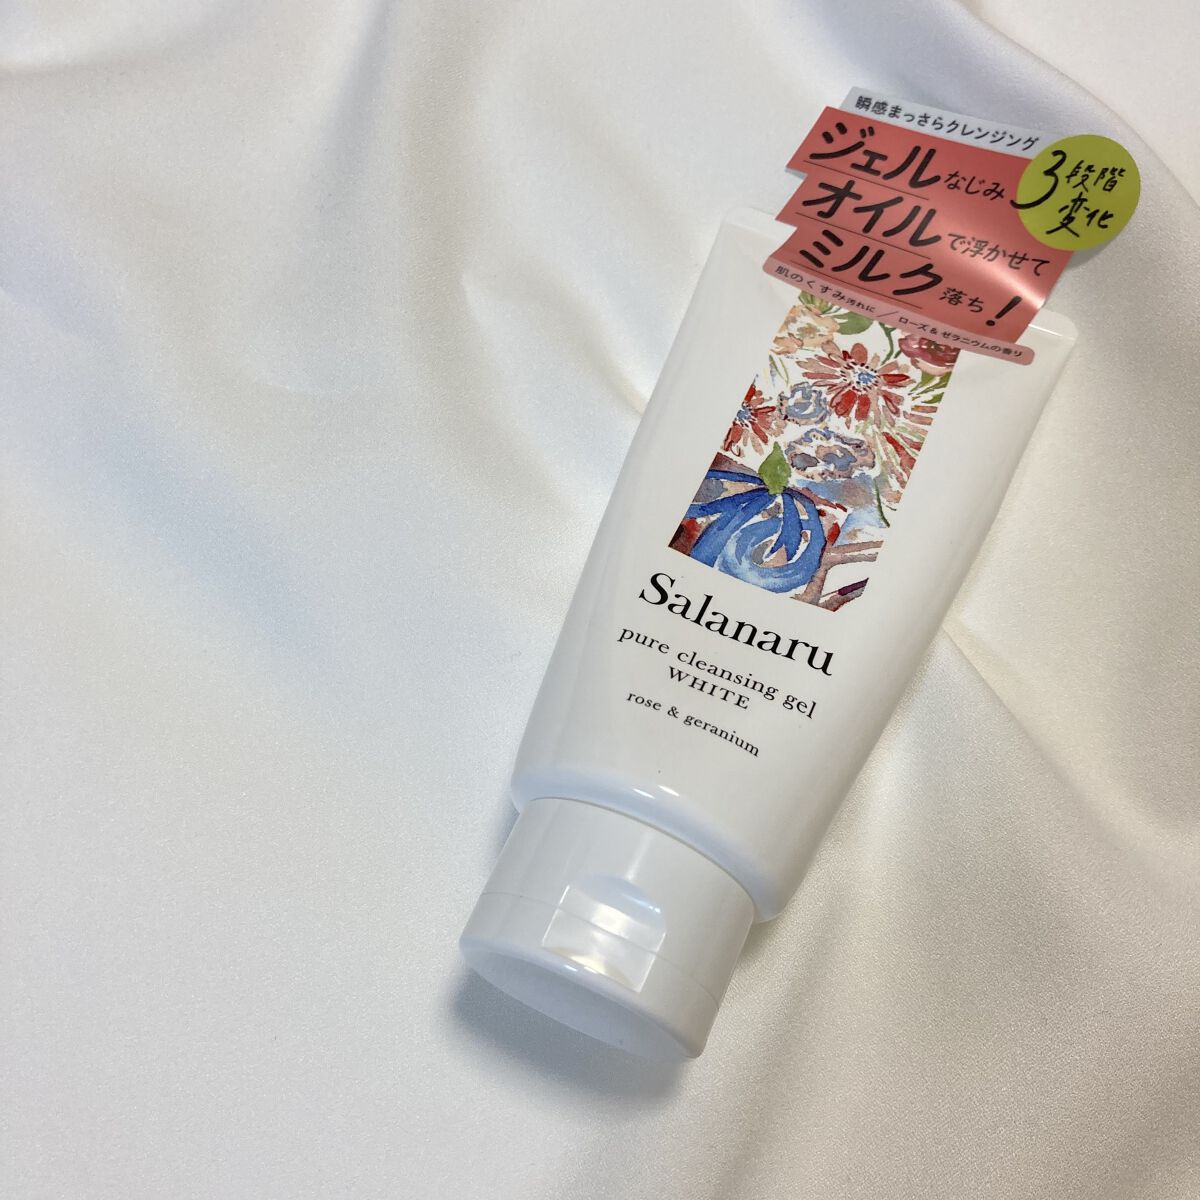 瞬感まっさらクレンジング
ジェルなじみ
オイルで浮かせて
ミルク落ち!
3段階
変化
肌のくすみ汚れに/ローズ&ゼラニウムの香り
Salanaru
pure cleansing gel
WHITE
rose & geranium